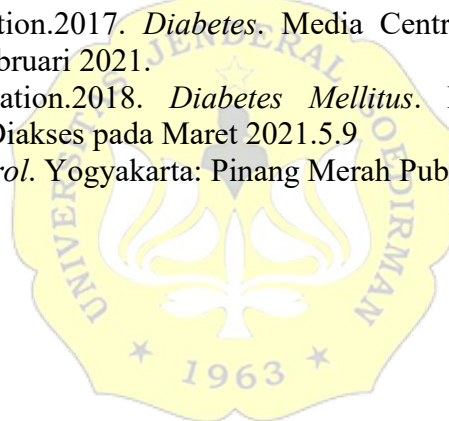 tion.2017. Diabetes. Media Centr
bruari 2021.
ation.2018. Diabetes Mellitus.
Diakses pada Maret 2021.5.9
rol. Yogyakarta: Pinang Merah Pub
UNIVERSITAS JENDERAL SOEDIRMAN
1963